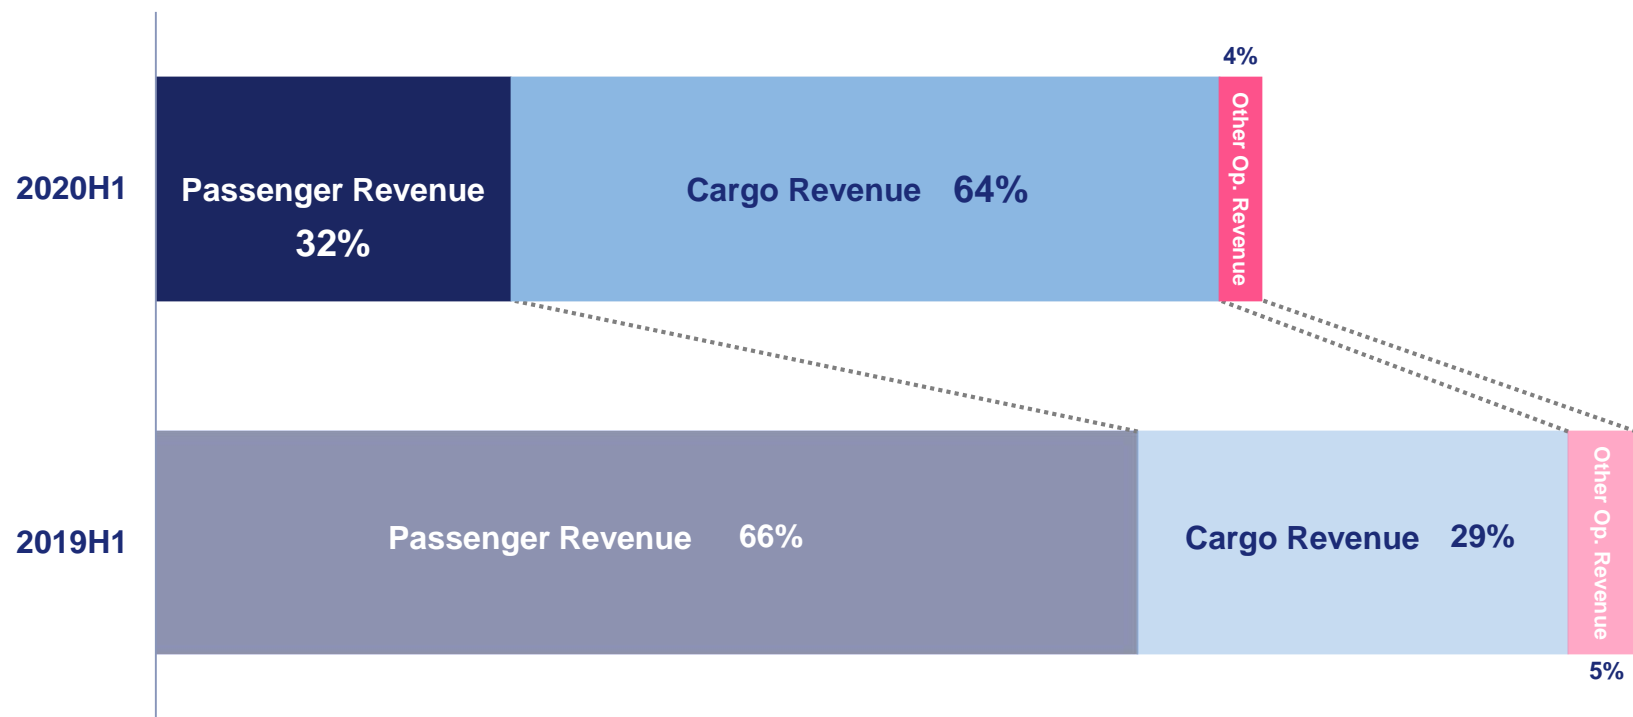 4%
2020H1
Passenger Revenue
32%
Cargo Revenue 64%
Other Op. Revenue
2019H1
Passenger Revenue 66%
Cargo Revenue 29%
Other Op. Revenue
5%